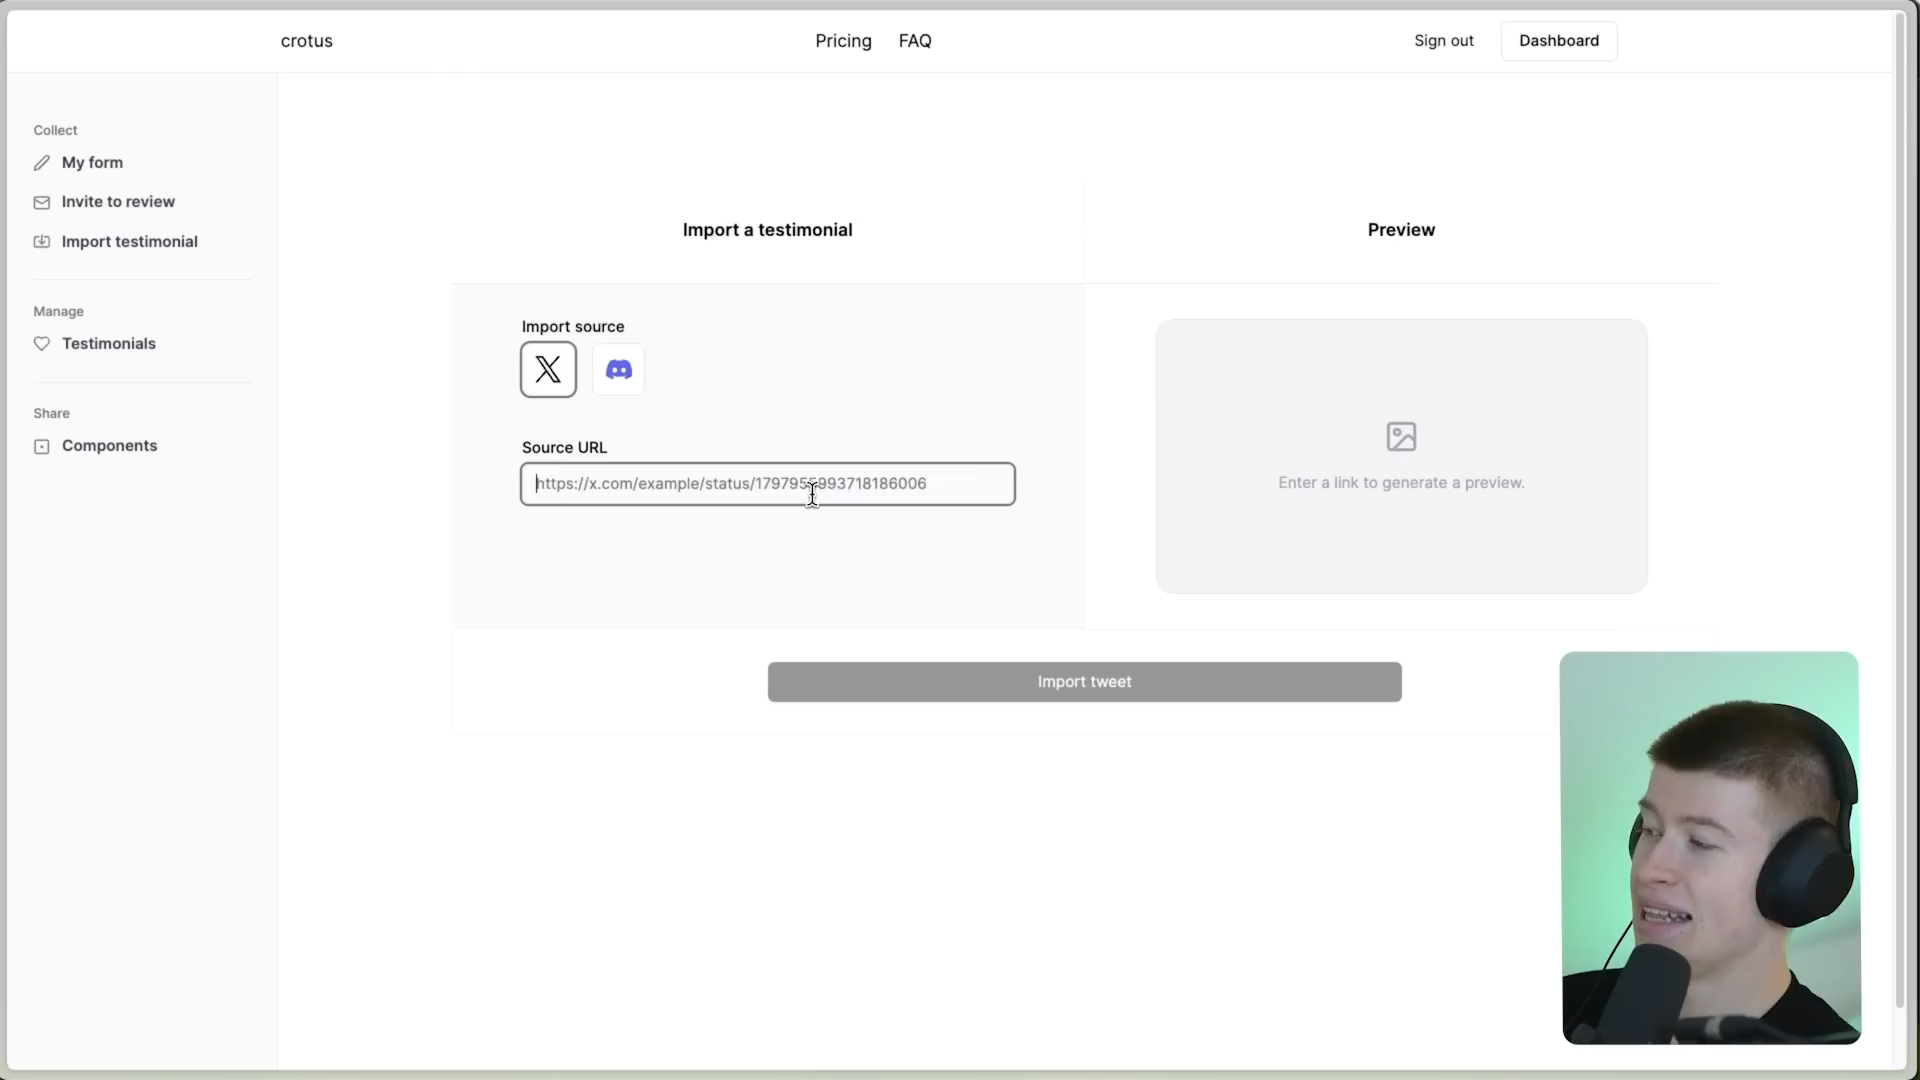 crotus
Pricing
FAQ
Sign out
Dashboard
Collect
My form
Invite to review
Import testimonial
Manage
Testimonials
Share
Components
Import a testimonial
Preview
Import source
Source URL
Enter a link to generate a preview.
Import tweet